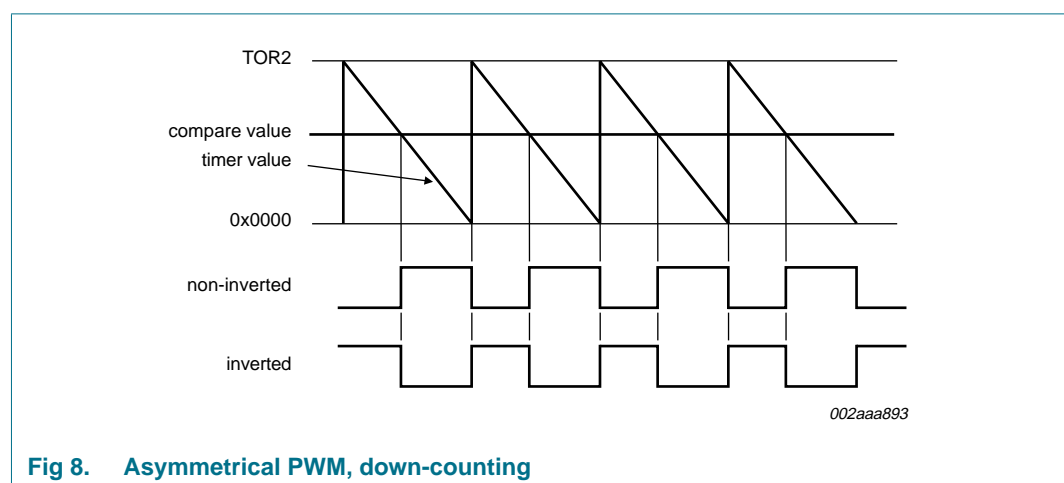 TOR2
compare value
timer value
0x0000
non-inverted
inverted
002aaa893
Fig 8. Asymmetrical PWM, down-counting